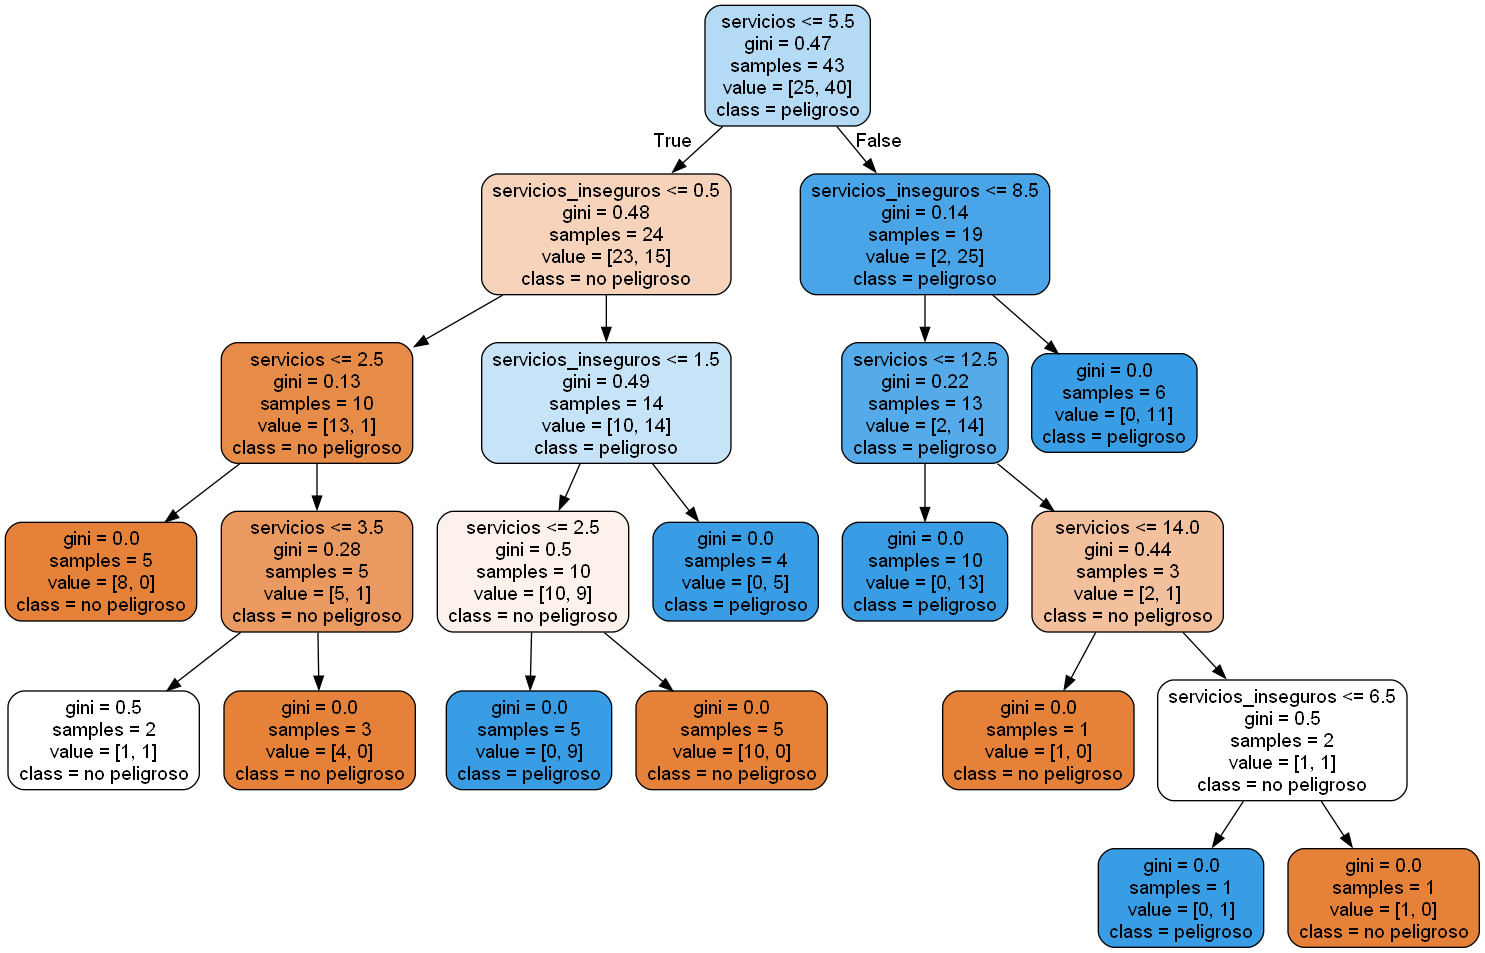 servicios <= 5.5
gini = 0.47
samples = 43
value = [25, 40]
class = peligroso
True
False
servicios_inseguros <= 0.5
gini = 0.48
samples = 24
value = [23, 15]
class = no peligroso
servicios_inseguros <= 8.5
gini = 0.14
samples = 19
value = [2, 25]
class = peligroso
servicios <= 2.5
gini = 0.13
samples = 10
value = [13, 1]
class = no peligroso
servicios_inseguros <= 1.5
gini = 0.49
samples = 14
value = [10, 14]
class = peligroso
servicios <= 12.5
gini = 0.22
samples = 13
value = [2, 14]
class = peligroso
gini = 0.0
samples = 6
value = [0, 11]
class = peligroso
gini = 0.0
samples = 5
value = [8, 0]
class = no peligroso
servicios <= 3.5
gini = 0.28
samples = 5
value = [5, 1]
class = no peligroso
servicios <= 2.5
gini = 0.5
samples = 10
value = [10, 9]
class = no peligroso
gini = 0.0
samples = 4
value = [0, 5]
class = peligroso
gini = 0.0
samples = 10
value = [0, 13]
class = peligroso
servicios <= 14.0
gini = 0.44
samples = 3
value = [2, 1]
class = no peligroso
gini = 0.5
samples = 2
value = [1, 1]
class = no peligroso
gini = 0.0
samples = 3
value = [4, 0]
class = no peligroso
gini = 0.0
samples = 5
value = [0, 9]
class = peligroso
gini = 0.0
samples = 5
value = [10, 0]
class = no peligroso
gini = 0.0
samples = 1
value = [1, 0]
class = no peligroso
servicios_inseguros <= 6.5
gini = 0.5
samples = 2
value = [1, 1]
class = no peligroso
gini = 0.0
samples = 1
value = [0, 1]
class = peligroso
gini = 0.0
samples = 1
value = [1, 0]
class = no peligroso